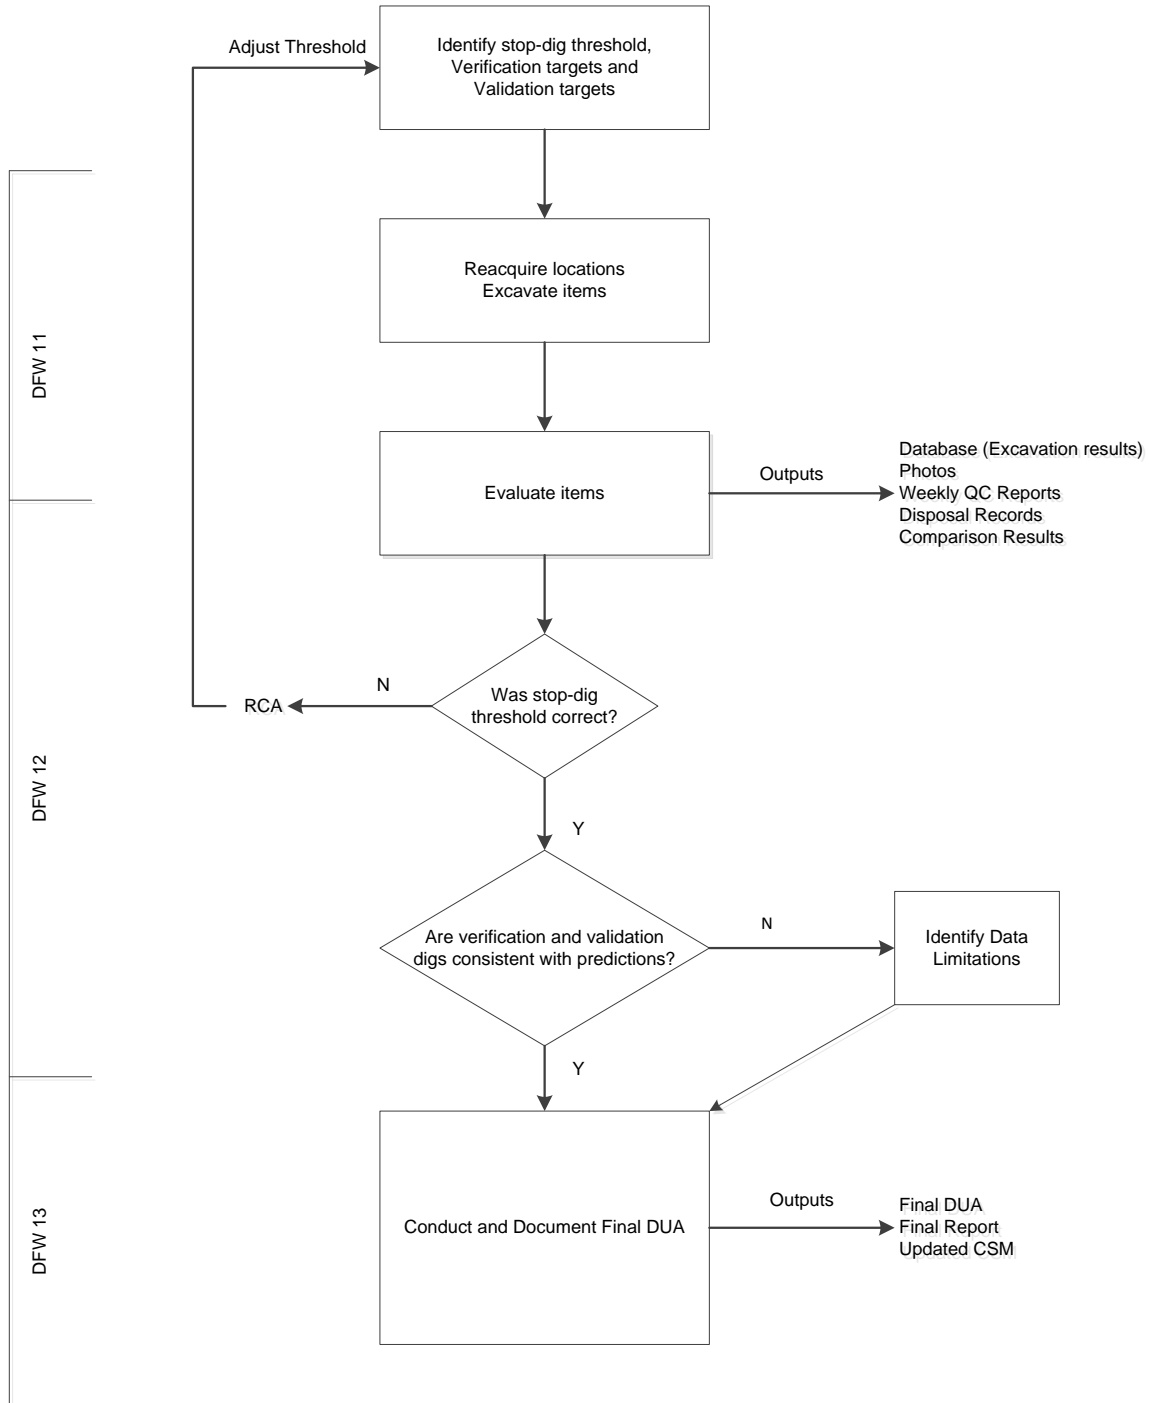 Adjust Threshold
Identify stop-dig threshold,
Verification targets and
Validation targets
DFW 11
Reacquire locations
Excavate items
Evaluate items
Outputs
Database (Excavation results)
Photos
Weekly QC Reports
Disposal Records
Comparison Results
DFW 12
RCA
N
Was stop-dig
threshold correct?
Y
Are verification and validation
digs consistent with predictions?
N
Identify Data
Limitations
Y
DFW 13
Conduct and Document Final DUA
Outputs
Final DUA
Final Report
Updated CSM